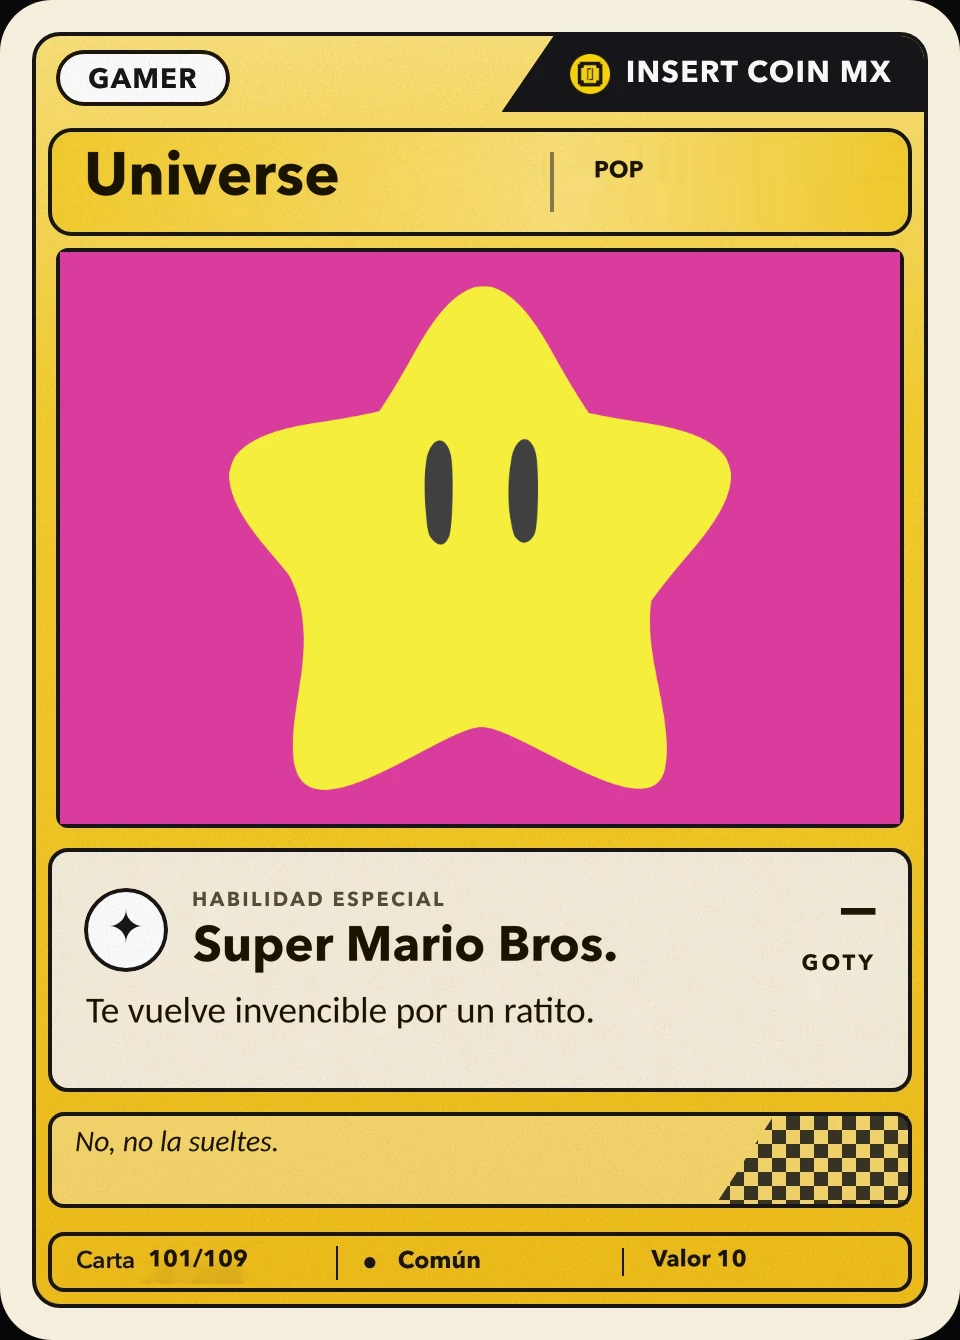 GAMER
INSERT COIN MX
Universe
POP
HABILIDAD ESPECIAL
Super Mario Bros.
—
GOTY
Te vuelve invencible por un ratito.
No, no la sueltes.
Carta 101/109
● Común
Valor 10